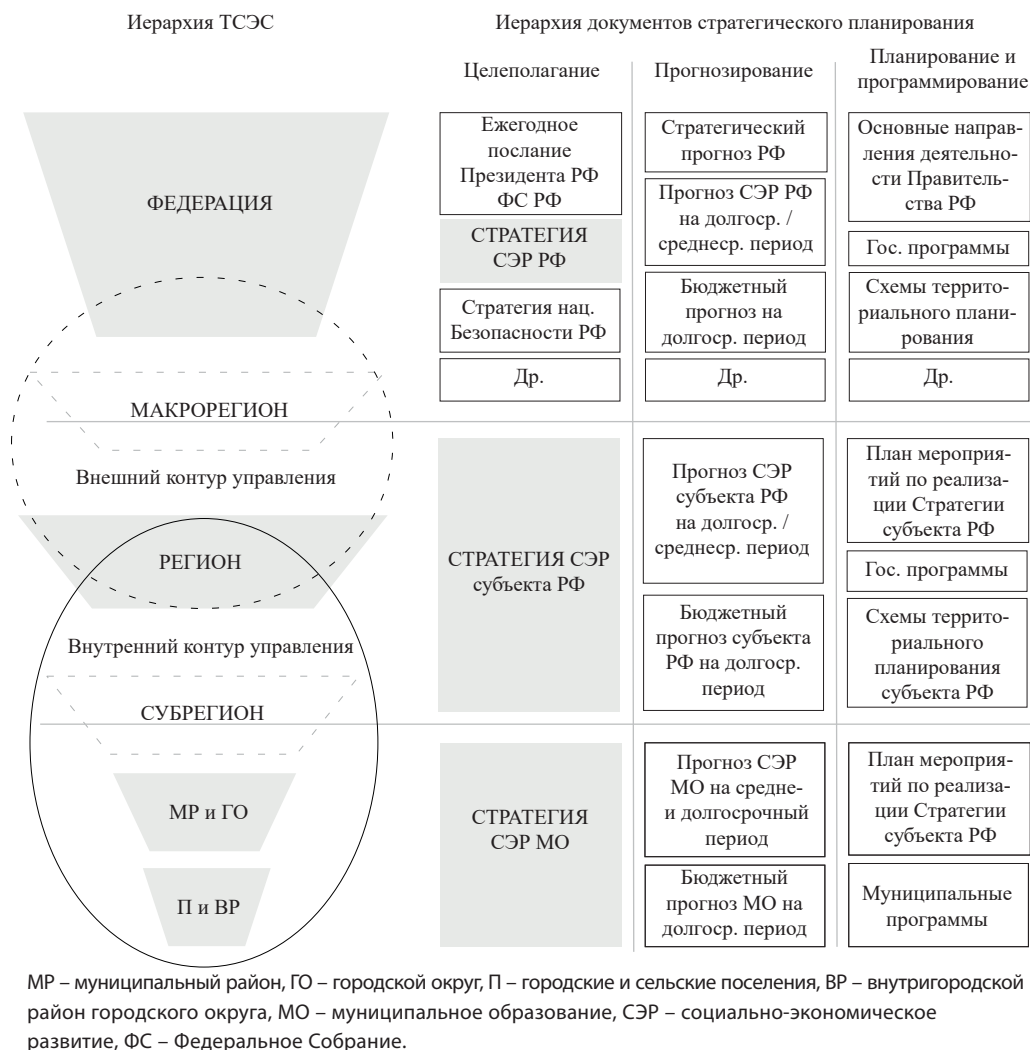 Иерархия ТСЭС
Иерархия документов стратегического планирования
Целеполагание
Прогнозирование
Планирование и
программирование
ФЕДЕРАЦИЯ
МАКРОРЕГИОН
Внешний контур управления
РЕГИОН
Внутренний контур управления
СУБРЕГИОН
МР и ГО
П и ВР
Ежегодное
послание
Президента РФ
ФС РФ
СТРАТЕГИЯ
СЭР РФ
Стратегия нац.
Безопасности РФ
Др.
Стратегический
прогноз РФ
Прогноз СЭР РФ
на долгоср. /
среднеср. период
Бюджетный
прогноз на
долгоср. период
Др.
Основные направ-
ления деятельно-
сти Правитель-
ства РФ
Гос. программы
Схемы террито-
риального плани-
рования
Др.
СТРАТЕГИЯ СЭР
субъекта РФ
Прогноз СЭР
субъекта РФ
на долгоср. /
среднеср. период
Бюджетный
прогноз субъекта
РФ на долгоср.
период
План мероприя-
тий по реализа-
ции Стратегии
субъекта РФ
Гос. программы
Схемы террито-
риального
планирования
субъекта РФ
СТРАТЕГИЯ
СЭР МО
Прогноз СЭР
МО на средне-
и долгосрочный
период
Бюджетный
прогноз МО на
долгоср. период
План мероприя-
тий по реализа-
ции Стратегии
субъекта РФ
Муниципальные
программы
МР – муниципальный район, ГО – городской округ, П – городские и сельские поселения, ВР – внутригородской
район городского округа, МО – муниципальное образование, СЭР – социально-экономическое
развитие, ФС – Федеральное Собрание.